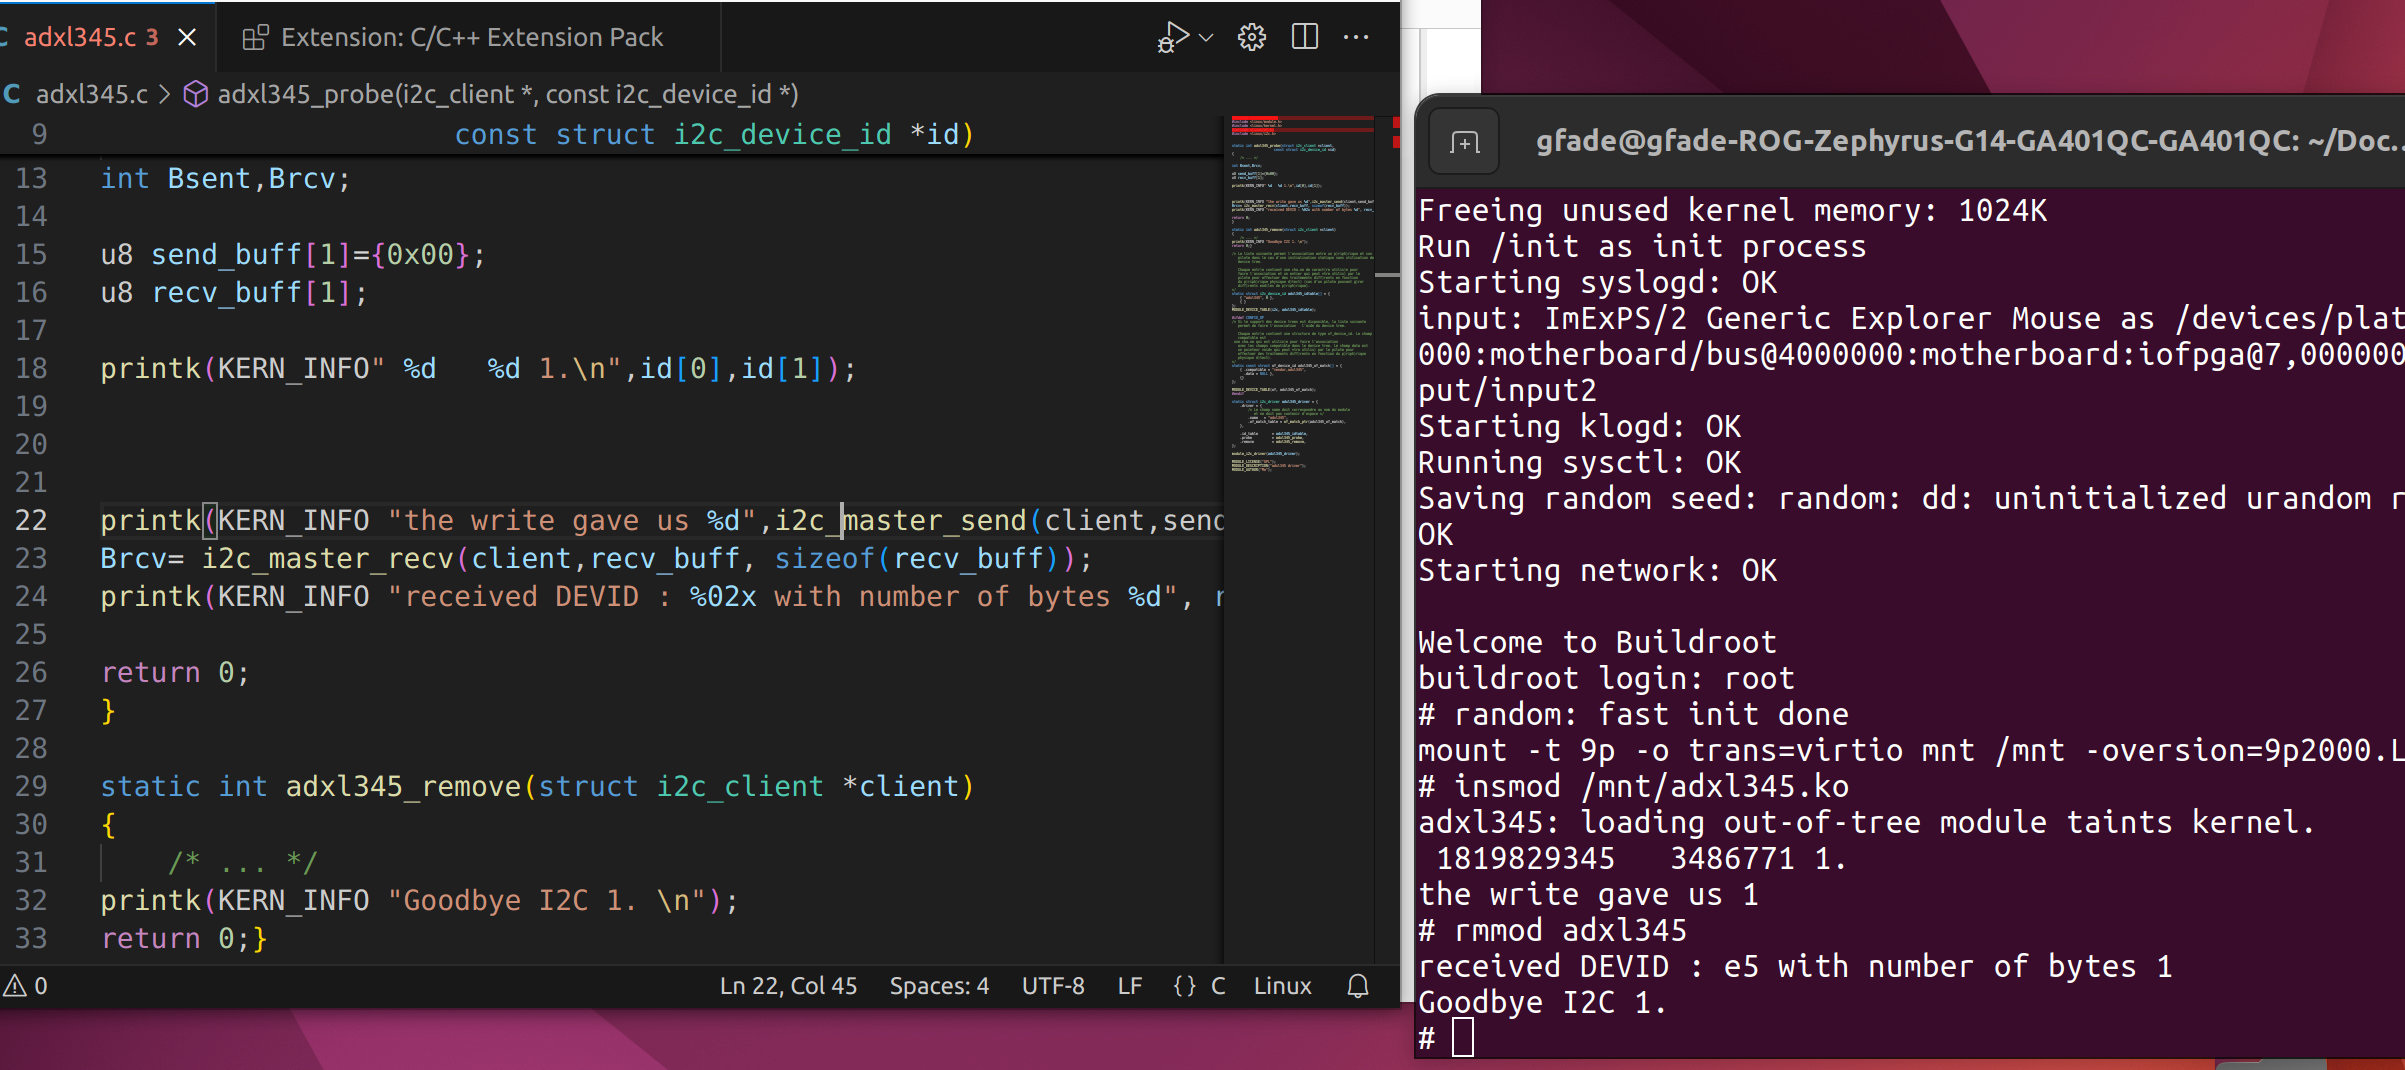 adxl345.c 3
Extension: C/C++ Extension Pack
C adxl345.c > adxl345_probe(i2c_client *, const i2c_device_id *)
9 const struct i2c_device_id *id)
13 int Bsent,Brcv;
14
15 u8 send_buff[1]={0x00};
16 u8 recv_buff[1];
17
18 printk(KERN_INFO" %d   %d 1.\n",id[0],id[1]);
19
20
21
22 printk(KERN_INFO "the write gave us %d",i2c_master_send(client,send
23 Brcv= i2c_master_recv(client,recv_buff, sizeof(recv_buff));
24 printk(KERN_INFO "received DEVID : %02x with number of bytes %d", r
25
26 return 0;
27 }
28
29 static int adxl345_remove(struct i2c_client *client)
30 {
31     /* ... */
32 printk(KERN_INFO "Goodbye I2C 1. \n");
33 return 0;}
0
Ln 22, Col 45
Spaces: 4
UTF-8
LF
{} C
Linux
gfade@gfade-ROG-Zephyrus-G14-GA401QC-GA401QC: ~/Doc...
Freeing unused kernel memory: 1024K
Run /init as init process
Starting syslogd: OK
input: ImExPS/2 Generic Explorer Mouse as /devices/plat
000:motherboard/bus@4000000:motherboard:iofpga@7,000000
put/input2
Starting klogd: OK
Running sysctl: OK
Saving random seed: random: dd: uninitialized urandom r
OK
Starting network: OK
Welcome to Buildroot
buildroot login: root
# random: fast init done
mount -t 9p -o trans=virtio mnt /mnt -oversion=9p2000.L
# insmod /mnt/adxl345.ko
adxl345: loading out-of-tree module taints kernel.
 1819829345   3486771 1.
the write gave us 1
# rmmod adxl345
received DEVID : e5 with number of bytes 1
Goodbye I2C 1.
#